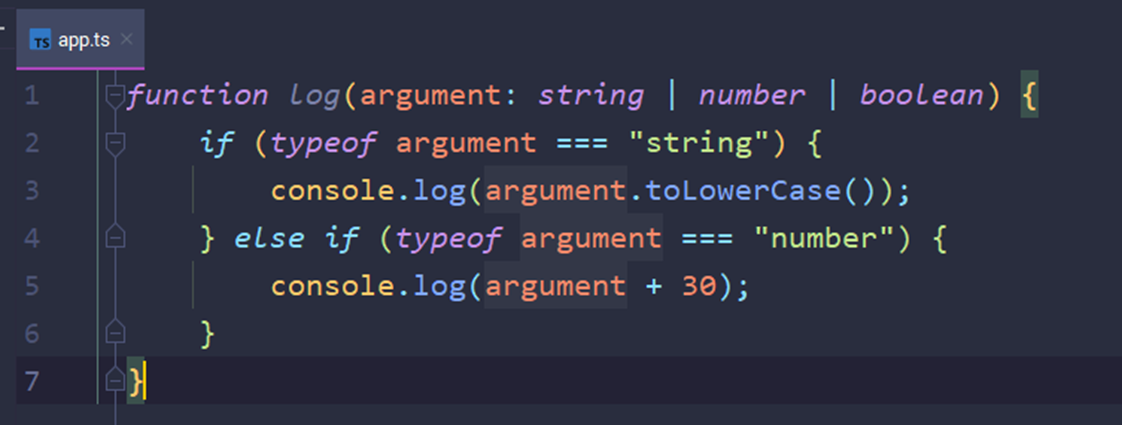 TS app.ts ×
1 function log(argument: string | number | boolean) {
2     if (typeof argument === "string") {
3         console.log(argument.toLowerCase());
4     } else if (typeof argument === "number") {
5         console.log(argument + 30);
6     }
7 }